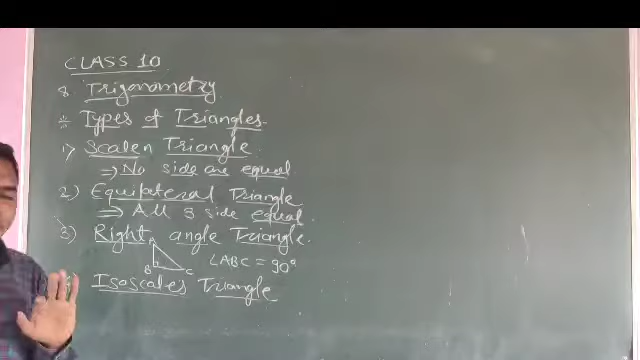 CLASS 10
8 Trigonometry
Types of Triangles
1) Scalen Triangle
⇒ No side are equal
2) Equilateral Triangle
⇒ All 3 side equal
3) Right angle Triangle.
A
B
C
∠ABC = 90°
Isoscales Triangle